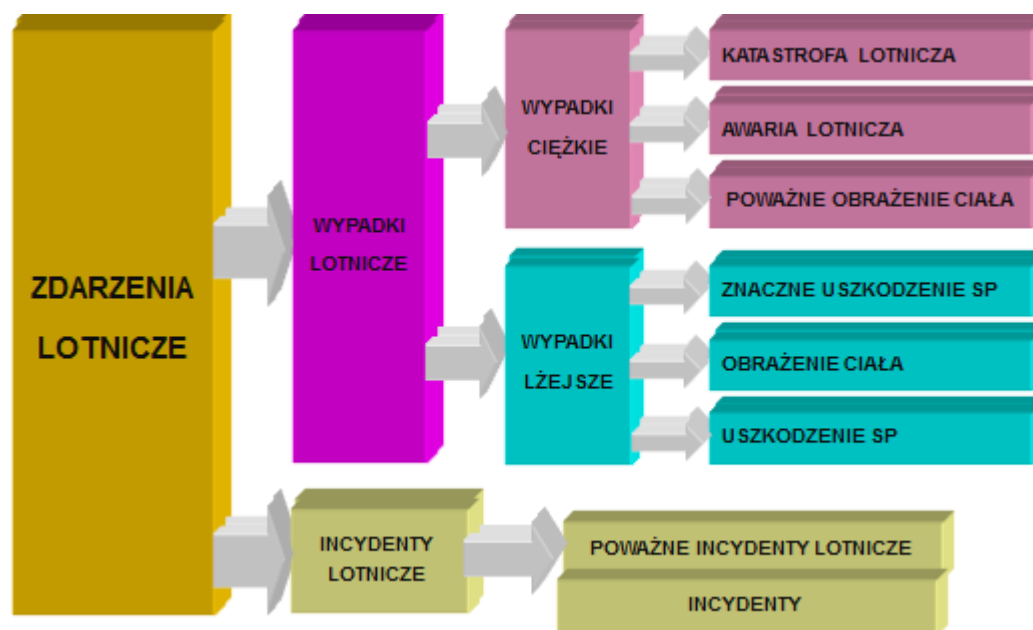 ZDARZENIA
LOTNICZE
WYPADKI
LOTNICZE
WYPADKI
CIĘŻKIE
KATASTROFA LOTNICZA
AWARIA LOTNICZA
POWAŻNE OBRAŻENIE CIAŁA
WYPADKI
LŻEJSZE
ZNACZNE USZKODZENIE SP
OBRAŻENIE CIAŁA
USZKODZENIE SP
INCYDENTY
LOTNICZE
POWAŻNE INCYDENTY LOTNICZE
INCYDENTY